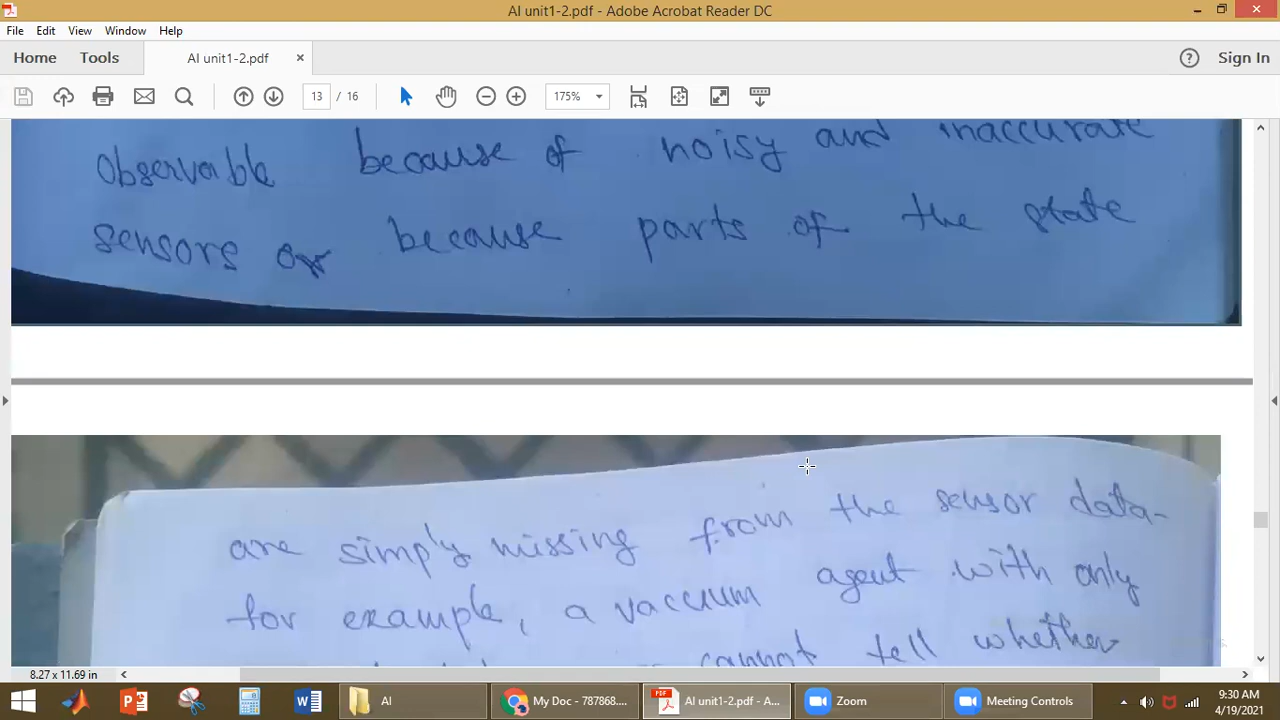 AI unit1-2.pdf - Adobe Acrobat Reader DC
File Edit View Window Help
Home Tools AI unit1-2.pdf × Sign In
13 / 16 175%
observable because of noisy and inaccurate
sensors or because parts of the state
are simply missing from the sensor data-
for example, a vaccum agent with only
cannot tell whether
8.27 x 11.69 in
AI My Doc - 787868.... AI unit1-2.pdf - A... Zoom Meeting Controls
9:30 AM
4/19/2021